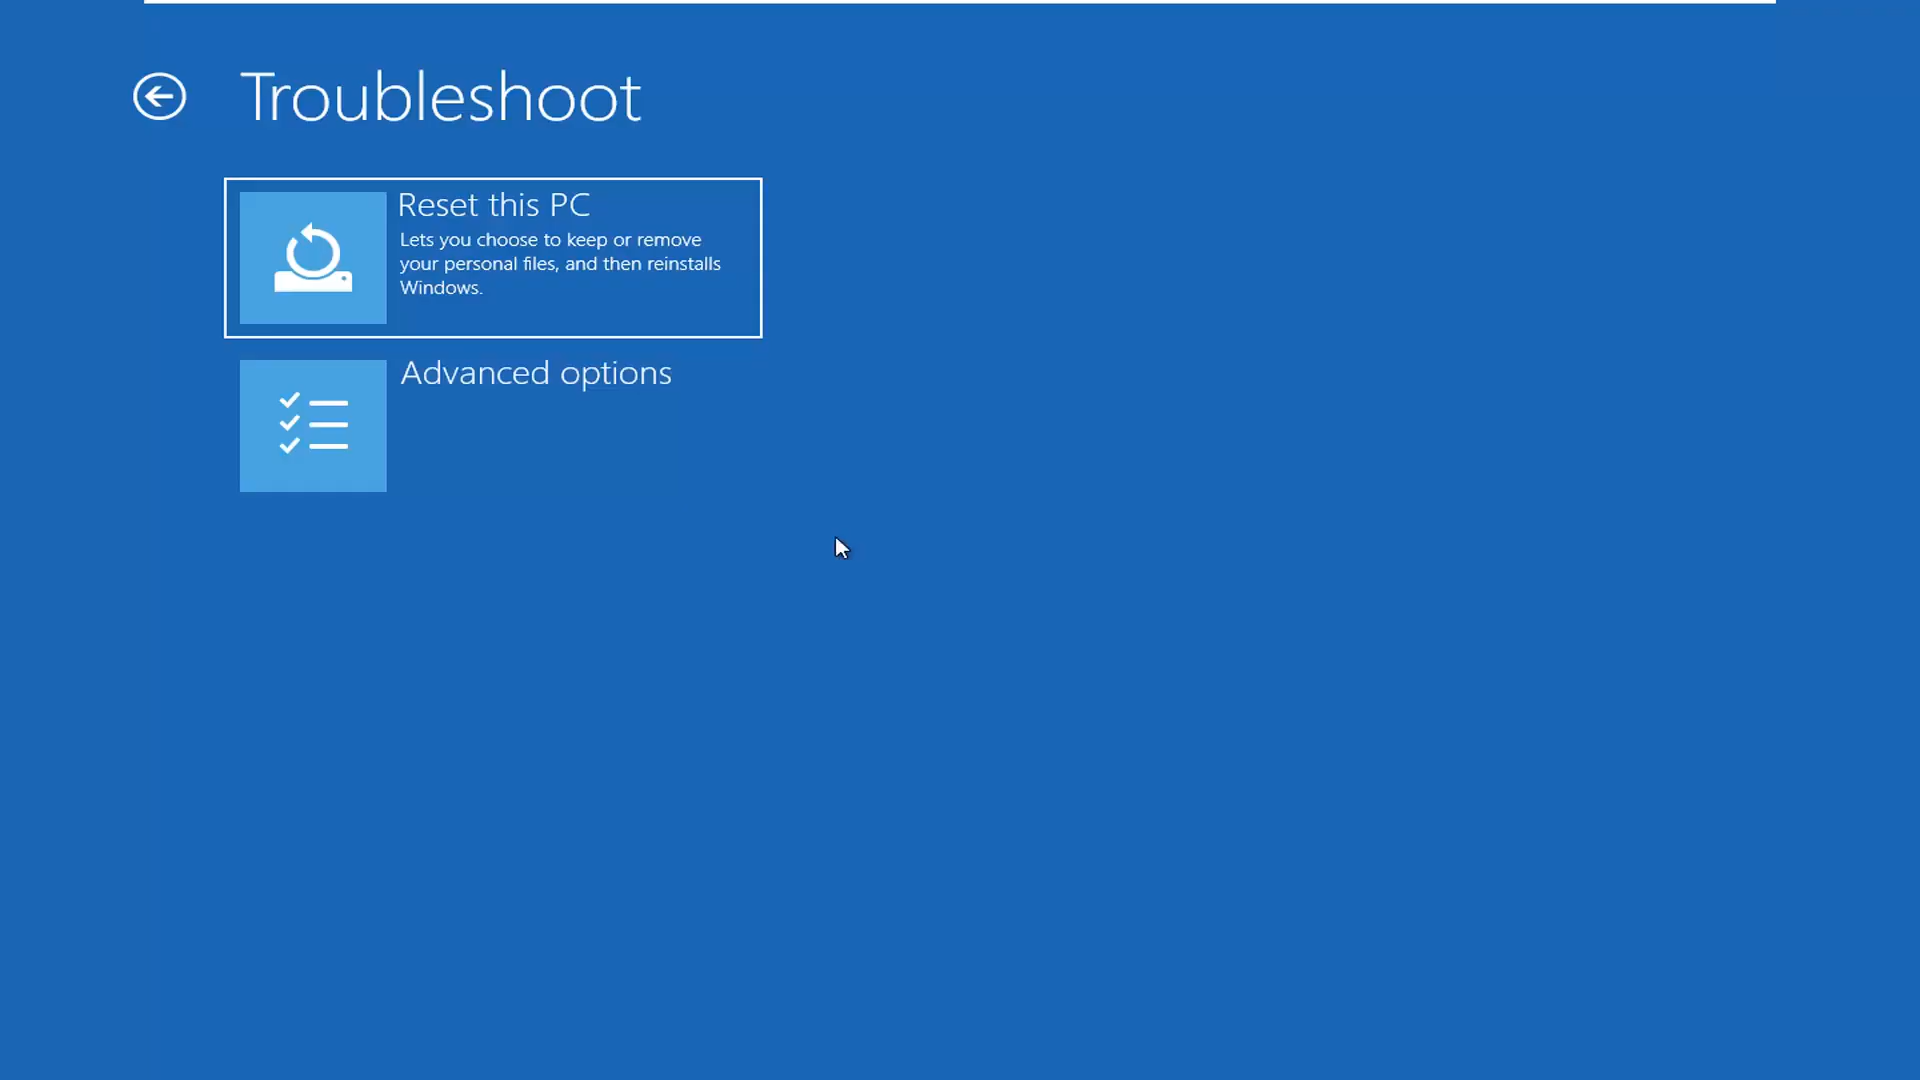 Troubleshoot
Reset this PC
Lets you choose to keep or remove
your personal files, and then reinstalls
Windows.
Advanced options